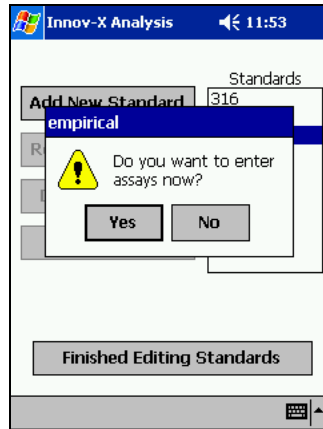 Innov-X Analysis 11:53
Standards
Add New Standard
316
empirical
Do you want to enter
assays now?
Yes No
Finished Editing Standards